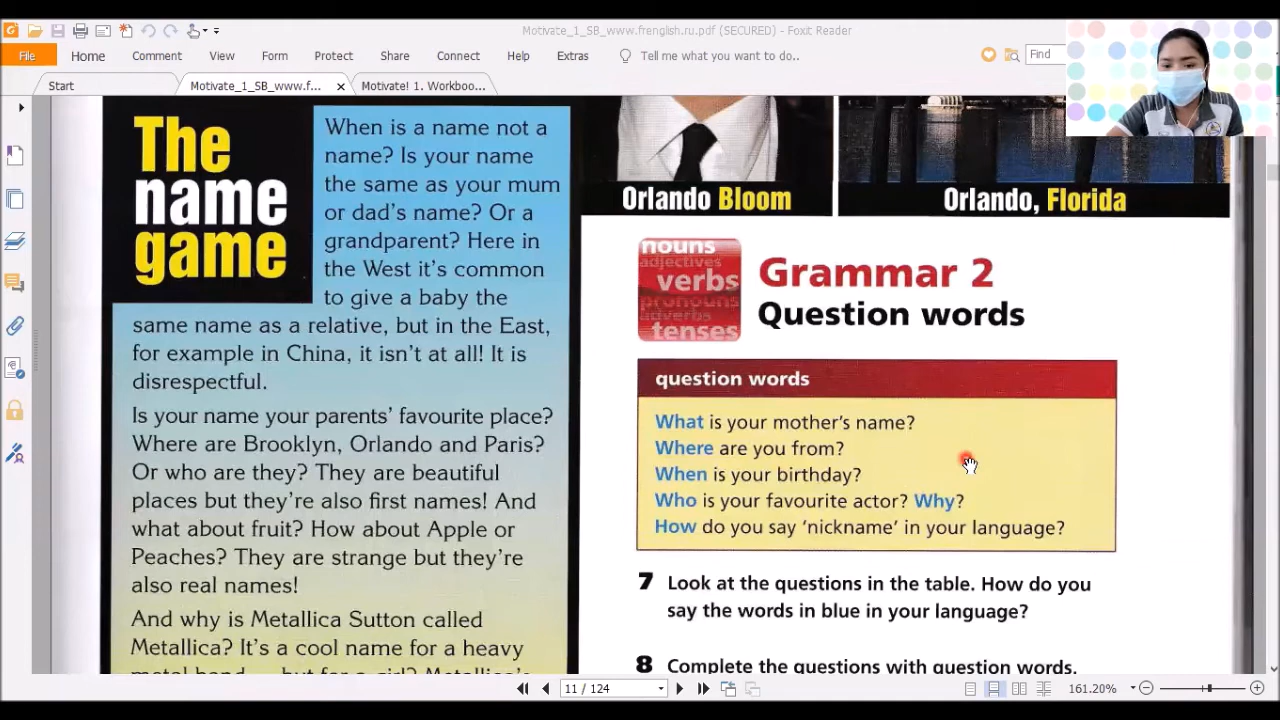 Motivate_1_SB_www.frenglish.ru.pdf (SECURED) - Foxit Reader
File
Home
Comment
View
Form
Protect
Share
Connect
Help
Extras
Tell me what you want to do..
Find
Start
Motivate_1_SB_www.f...
Motivate! 1. Workboo...
The
name
game
When is a name not a
name? Is your name
the same as your mum
or dad's name? Or a
grandparent? Here in
the West it's common
to give a baby the
same name as a relative, but in the East,
for example in China, it isn't at all! It is
disrespectful.
Is your name your parents' favourite place?
Where are Brooklyn, Orlando and Paris?
Or who are they? They are beautiful
places but they're also first names! And
what about fruit? How about Apple or
Peaches? They are strange but they're
also real names!
And why is Metallica Sutton called
Metallica? It's a cool name for a heavy
metal band ... but for a girl? Metallica's
Orlando Bloom
Orlando, Florida
nouns
adjectives
verbs
pronouns
adverbs
tenses
Grammar 2
Question words
question words
What is your mother's name?
Where are you from?
When is your birthday?
Who is your favourite actor? Why?
How do you say 'nickname' in your language?
7 Look at the questions in the table. How do you
say the words in blue in your language?
8 Complete the questions with question words.
11 / 124
161.20%